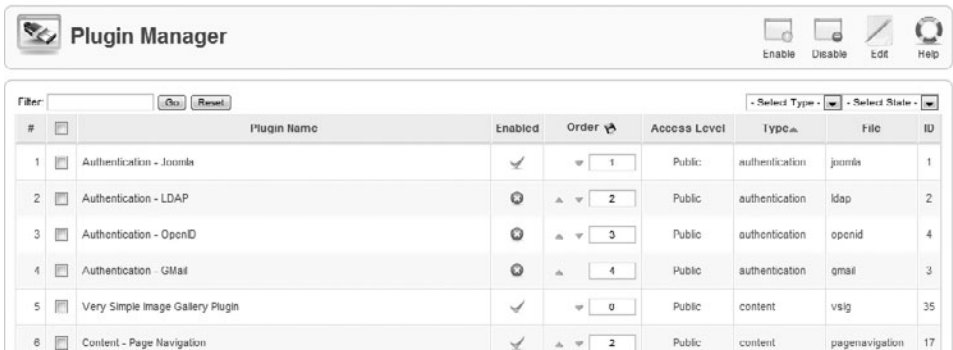 Plugin Manager
Enable Disable Edit Help
Filter: Go Reset - Select Type - - Select State -
# Plugin Name Enabled Order Access Level Type File ID
1 Authentication - Joomla 1 Public authentication joomla 1
2 Authentication - LDAP 2 Public authentication ldap 2
3 Authentication - OpenID 3 Public authentication openid 4
4 Authentication - GMail 4 Public authentication gmail 3
5 Very Simple Image Gallery Plugin 0 Public content vsig 35
6 Content - Page Navigation 2 Public content pagenavigation 17